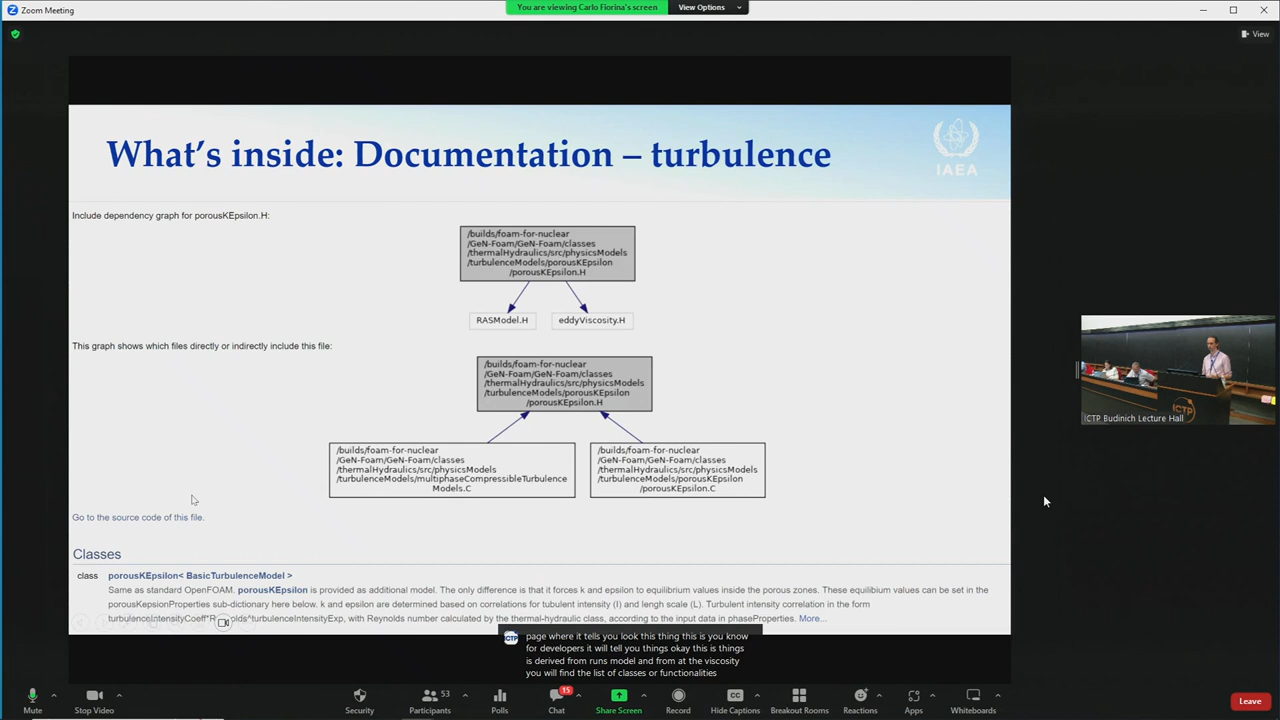 Zoom Meeting
You are viewing Carlo Fiorina's screen
View Options
View
What's inside: Documentation – turbulence
IAEA
Include dependency graph for porousKEpsilon.H:
/builds/foam-for-nuclear
/GeN-Foam/GeN-Foam/classes
/thermalHydraulics/src/physicsModels
/turbulenceModels/porousKEpsilon
/porousKEpsilon.H
RASModel.H
eddyViscosity.H
This graph shows which files directly or indirectly include this file:
/builds/foam-for-nuclear
/GeN-Foam/GeN-Foam/classes
/thermalHydraulics/src/physicsModels
/turbulenceModels/porousKEpsilon
/porousKEpsilon.H
/builds/foam-for-nuclear
/GeN-Foam/GeN-Foam/classes
/thermalHydraulics/src/physicsModels
/turbulenceModels/multiphaseCompressibleTurbulence
Models.C
/builds/foam-for-nuclear
/GeN-Foam/GeN-Foam/classes
/thermalHydraulics/src/physicsModels
/turbulenceModels/porousKEpsilon
/porousKEpsilon.C
ICTP
ICTP Budinich Lecture Hall
Go to the source code of this file.
Classes
class porousKEpsilon< BasicTurbulenceModel >
Same as standard OpenFOAM. porousKEpsilon is provided as additional model. The only difference is that it forces k and epsilon to equilibrium values inside the porous zones. These equilibrium values can be set in the
porousKepsionProperties sub-dictionary here below. k and epsilon are determined based on correlations for tubulent intensity (I) and lengh scale (L). Turbulent intensity correlation in the form
turbulenceIntensityCoeff*R nolds^turbulenceIntensityExp, with Reynolds number calculated by the thermal-hydraulic class, according to the input data in phaseProperties. More...
ICTP
page where it tells you look this thing this is you know
for developers it will tell you things okay this is things
is derived from runs model and from at the viscosity
you will find the list of classes or functionalities
Mute
Stop Video
Security
53
Participants
Polls
15
Chat
Share Screen
Record
CC
Hide Captions
Breakout Rooms
Reactions
Apps
Whiteboards
Leave